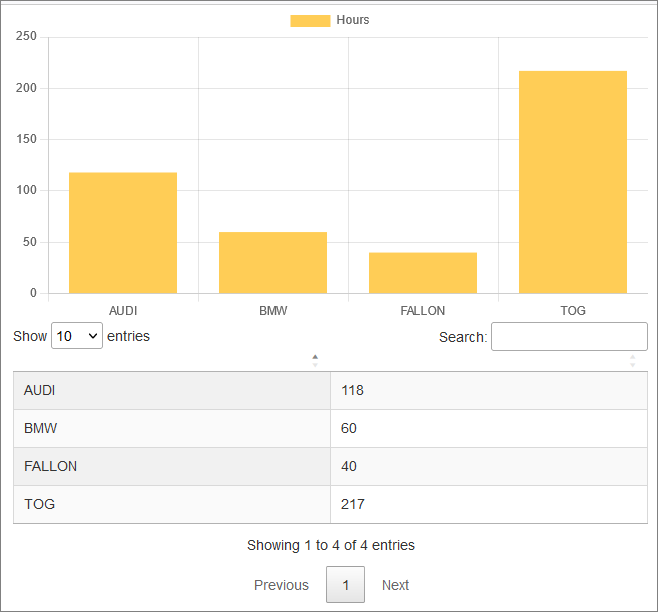 Hours
250
200
150
100
50
0
AUDI BMW FALLON TOG
Show 10 entries Search:
AUDI 118
BMW 60
FALLON 40
TOG 217
Showing 1 to 4 of 4 entries
Previous 1 Next